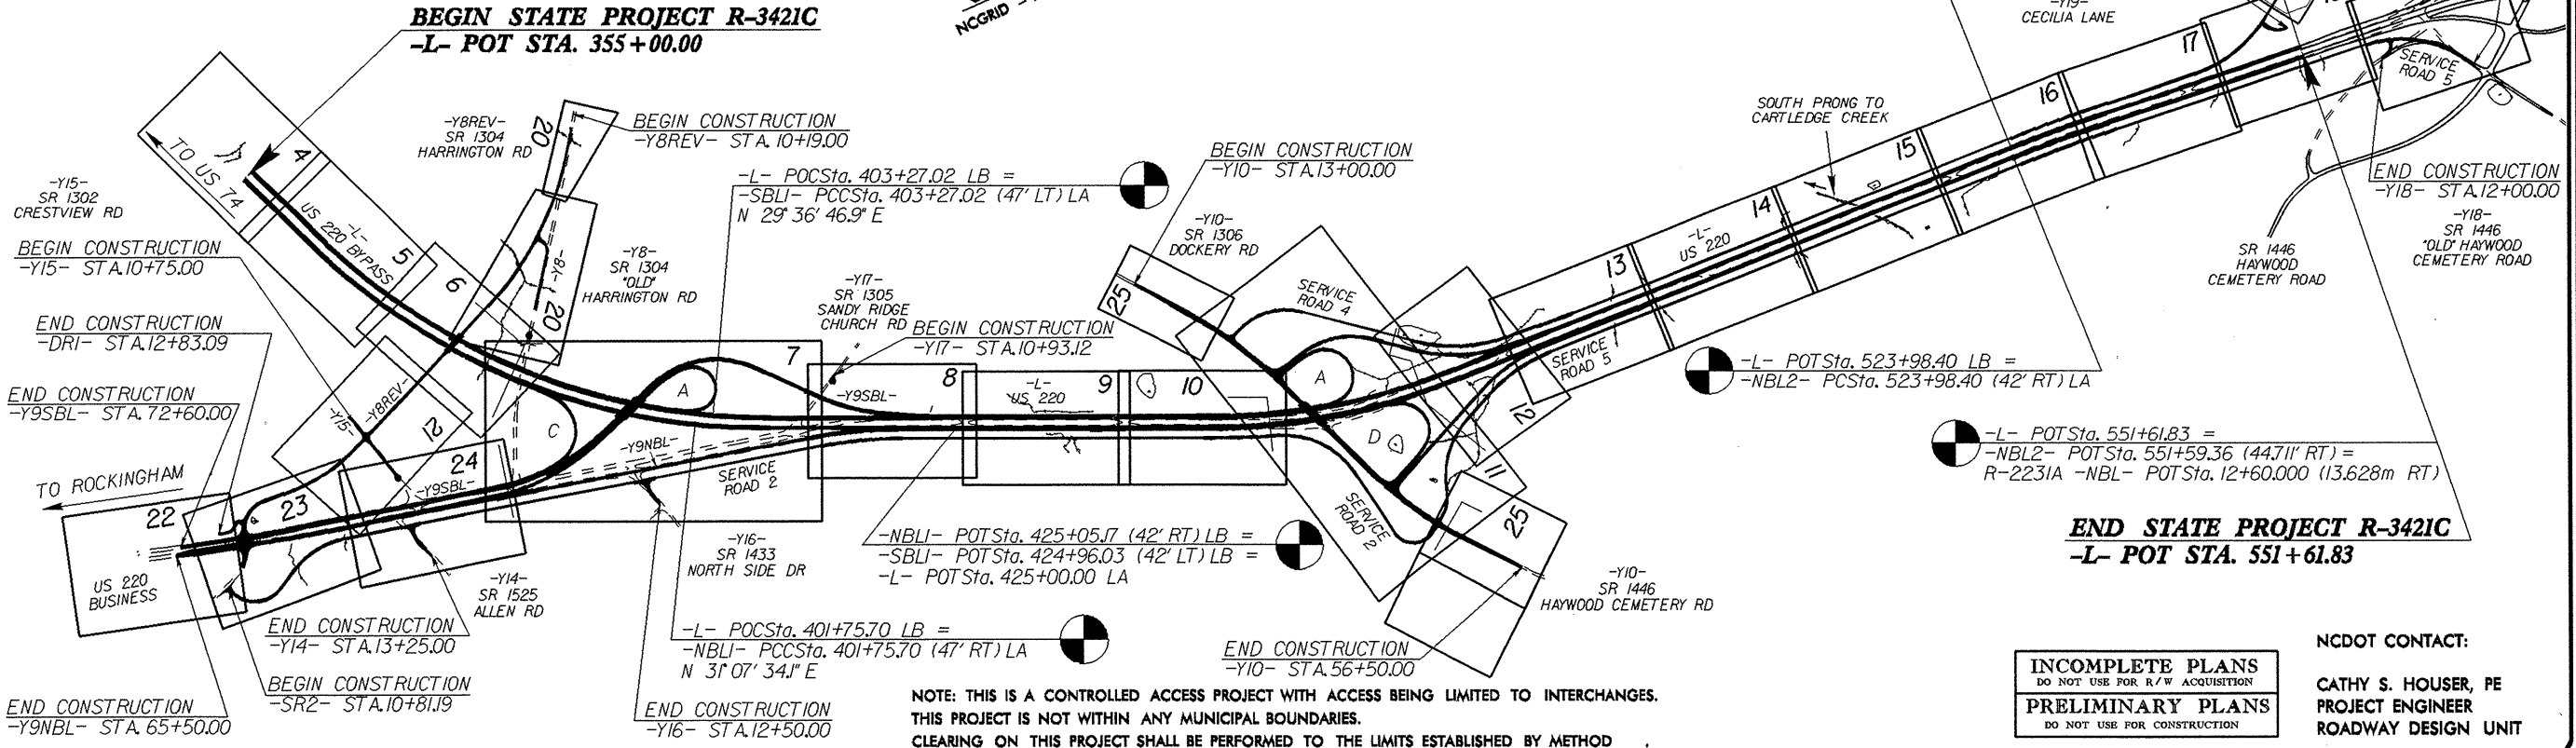 BEGIN STATE PROJECT R-3421C
-L- POT STA. 355+00.00
NCGRID
-Y19-
CECILIA LANE
TO US 74
4
-L-
US 220 BYPASS
5
6
-Y15-
SR 1302
CRESTVIEW RD
BEGIN CONSTRUCTION
-Y15- STA.10+75.00
END CONSTRUCTION
-DR1- STA.12+83.09
END CONSTRUCTION
-Y9SBL- STA. 72+60.00
TO ROCKINGHAM
22
US 220
BUSINESS
23
END CONSTRUCTION
-Y9NBL- STA. 65+50.00
BEGIN CONSTRUCTION
-SR2- STA.10+81.19
END CONSTRUCTION
-Y14- STA.13+25.00
-Y14-
SR 1525
ALLEN RD
24
-Y9SBL-
-Y15-
-Y8REV-
21
-Y8REV-
SR 1304
HARRINGTON RD
20
BEGIN CONSTRUCTION
-Y8REV- STA. 10+19.00
-Y8-
20
-Y8-
SR 1304
"OLD"
HARRINGTON RD
-L- POCSta. 403+27.02 LB =
-SBL1- PCCSta. 403+27.02 (47' LT) LA
N 29° 36' 46.9" E
-Y17-
SR 1305
SANDY RIDGE
CHURCH RD
BEGIN CONSTRUCTION
-Y17- STA.10+93.12
7
A
C
-Y9NBL-
SERVICE
ROAD 2
-Y9SBL-
8
-L-
US 220
9
10
-Y16-
SR 1433
NORTH SIDE DR
END CONSTRUCTION
-Y16- STA.12+50.00
-L- POCSta. 401+75.70 LB =
-NBL1- PCCSta. 401+75.70 (47' RT) LA
N 31° 07' 34.1" E
-NBL1- POTSta. 425+05.17 (42' RT) LB =
-SBL1- POTSta. 424+96.03 (42' LT) LB =
-L- POTSta. 425+00.00 LA
BEGIN CONSTRUCTION
-Y10- STA.13+00.00
-Y10-
SR 1306
DOCKERY RD
25
SERVICE
ROAD 4
A
D
SERVICE
ROAD 2
11
12
SERVICE
ROAD 5
25
-Y10-
SR 1446
HAYWOOD CEMETERY RD
END CONSTRUCTION
-Y10- STA.56+50.00
13
-L-
US 220
14
15
16
17
SOUTH PRONG TO
CARTLEDGE CREEK
SERVICE
ROAD 5
END CONSTRUCTION
-Y18- STA.12+00.00
-Y18-
SR 1446
"OLD" HAYWOOD
CEMETERY ROAD
SR 1446
HAYWOOD
CEMETERY ROAD
-L- POTSta. 523+98.40 LB =
-NBL2- PCSta. 523+98.40 (42' RT) LA
-L- POTSta. 551+61.83 =
-NBL2- POTSta. 551+59.36 (44.711' RT) =
R-2231A -NBL- POTSta. 12+60.000 (13.628m RT)
END STATE PROJECT R-3421C
-L- POT STA. 551+61.83
NOTE: THIS IS A CONTROLLED ACCESS PROJECT WITH ACCESS BEING LIMITED TO INTERCHANGES.
THIS PROJECT IS NOT WITHIN ANY MUNICIPAL BOUNDARIES.
CLEARING ON THIS PROJECT SHALL BE PERFORMED TO THE LIMITS ESTABLISHED BY METHOD
INCOMPLETE PLANS
DO NOT USE FOR R/W ACQUISITION
PRELIMINARY PLANS
DO NOT USE FOR CONSTRUCTION
NCDOT CONTACT:
CATHY S. HOUSER, PE
PROJECT ENGINEER
ROADWAY DESIGN UNIT